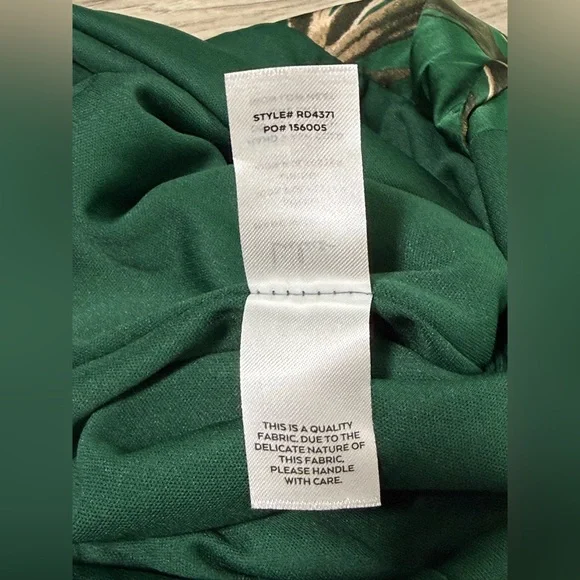 STYLE# RD4371
PO# 156005
THIS IS A QUALITY
FABRIC. DUE TO THE
DELICATE NATURE OF
THIS FABRIC,
PLEASE HANDLE
WITH CARE.